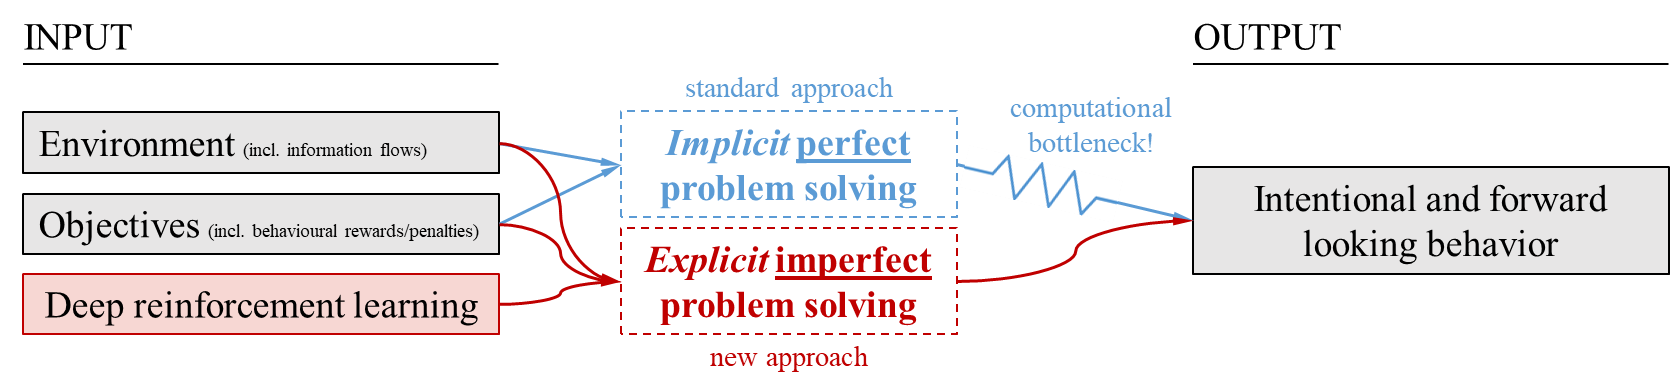 INPUT
OUTPUT
Environment (incl. information flows)
Objectives (incl. behavioural rewards/penalties)
Deep reinforcement learning
standard approach
Implicit perfect
problem solving
Explicit imperfect
problem solving
new approach
computational
bottleneck!
Intentional and forward
looking behavior